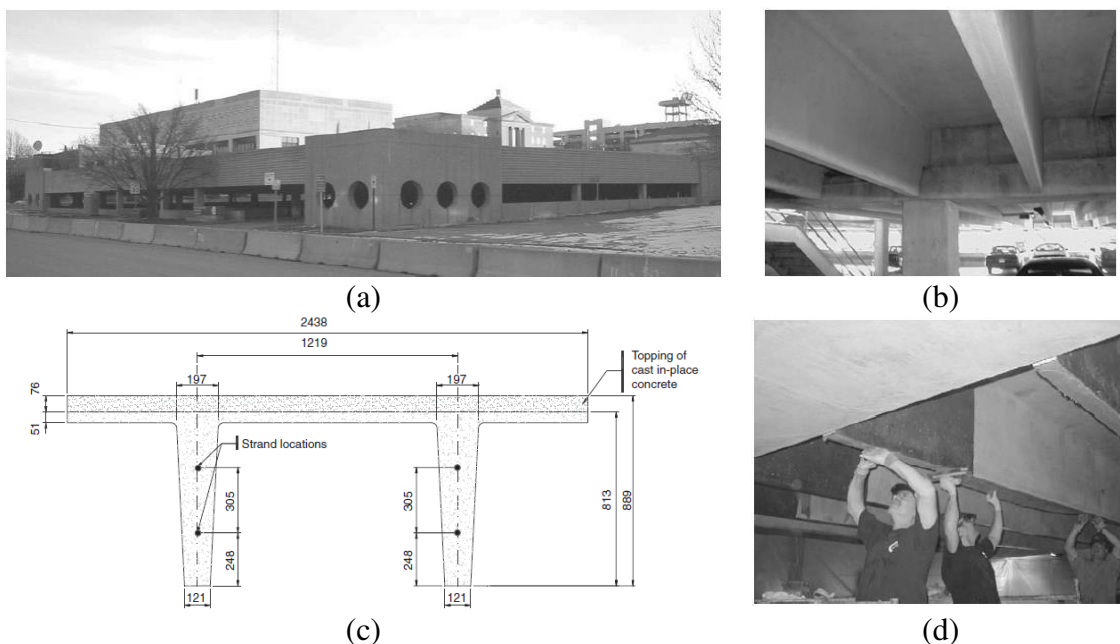 (a)
(b)
2438
1219
197
197
Topping of
cast in-place
concrete
76
51
Strand locations
305
305
813
889
248
248
121
121
(c)
(d)